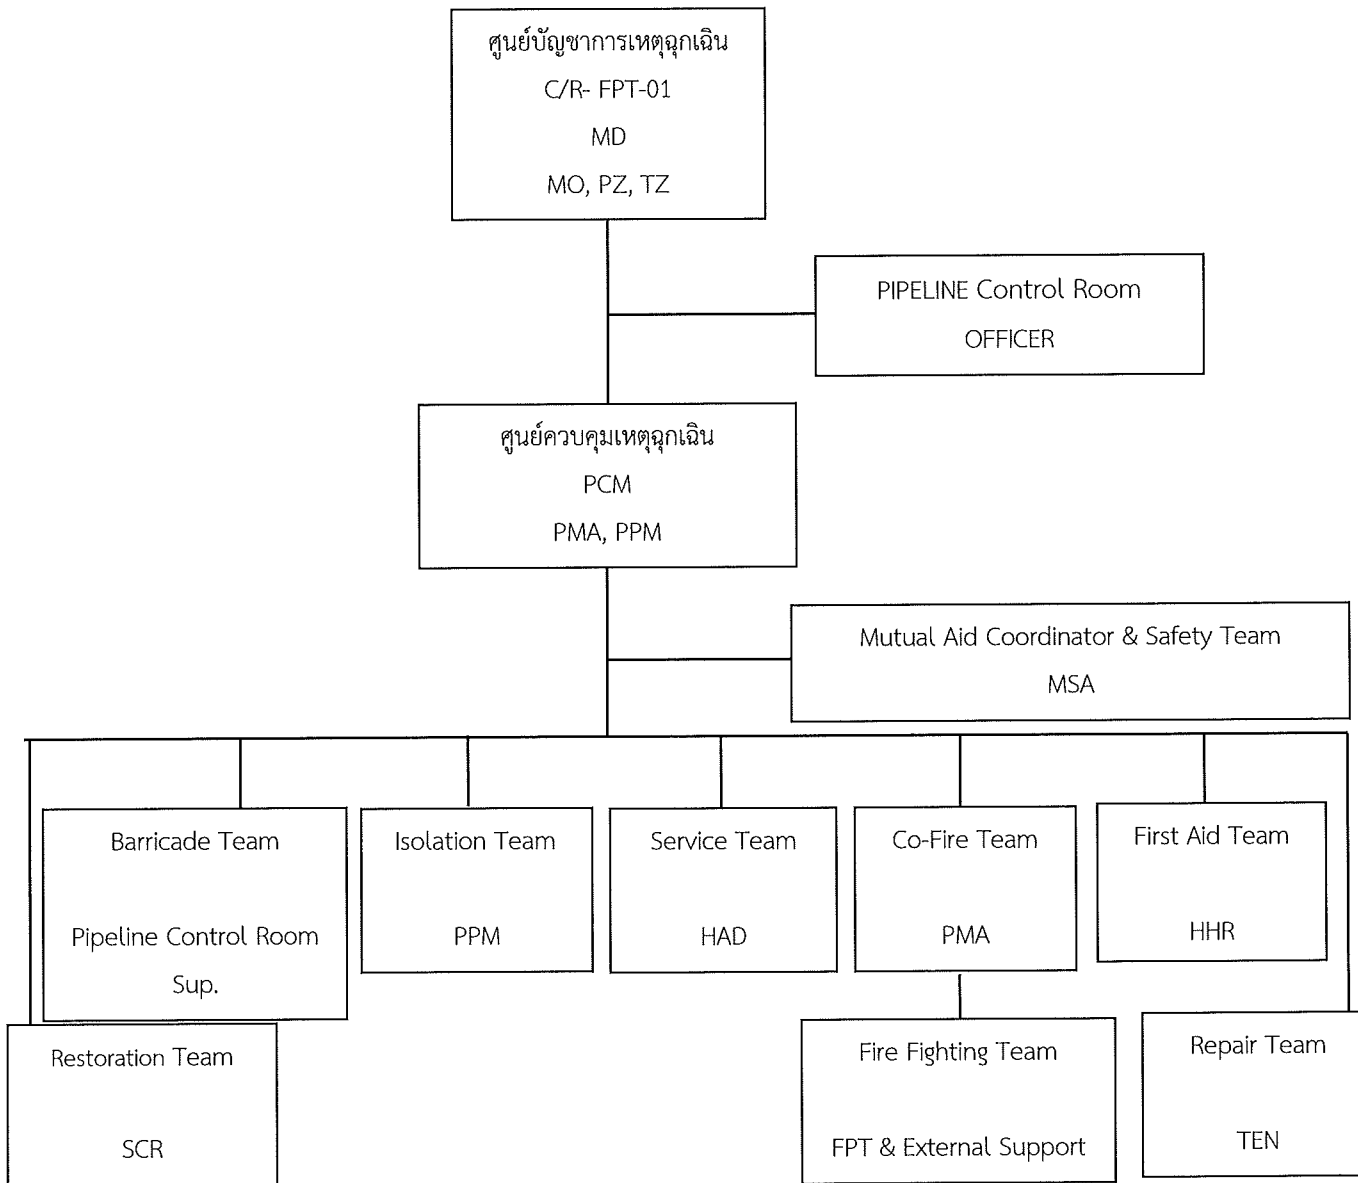 ศูนย์บัญชาการเหตุฉุกเฉิน
C/R- FPT-01
MD
MO, PZ, TZ
PIPELINE Control Room
OFFICER
ศูนย์ควบคุมเหตุฉุกเฉิน
PCM
PMA, PPM
Mutual Aid Coordinator & Safety Team
MSA
Barricade Team
Pipeline Control Room
Sup.
Isolation Team
PPM
Service Team
HAD
Co-Fire Team
PMA
First Aid Team
HHR
Restoration Team
SCR
Fire Fighting Team
FPT & External Support
Repair Team
TEN